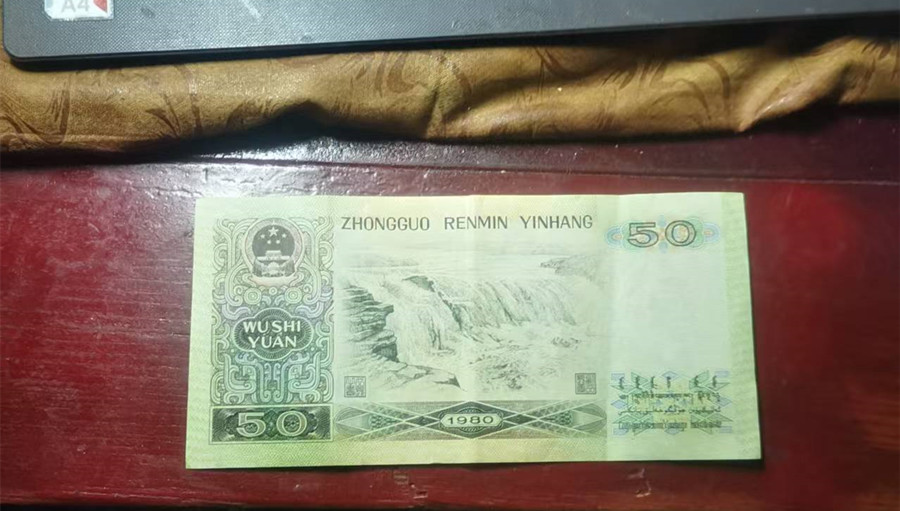 A4
ZHONGGUO RENMIN YINHANG
50
WU SHI
YUAN
50
1980